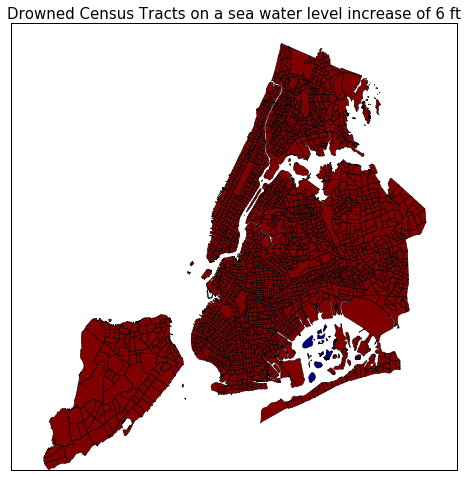 Drowned Census Tracts on a sea water level increase of 6 ft